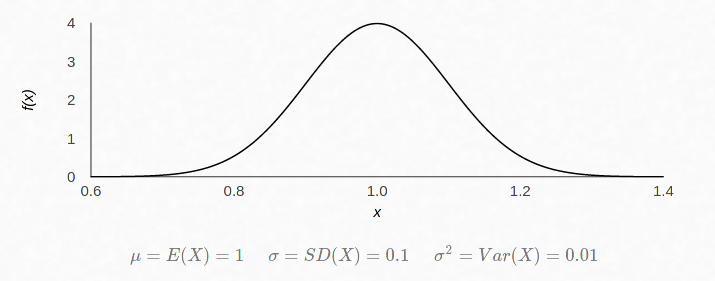 4
3
2
1
0
f(x)
0.6 0.8 1.0 1.2 1.4
x
μ = E(X) = 1 σ = SD(X) = 0.1 σ² = Var(X) = 0.01